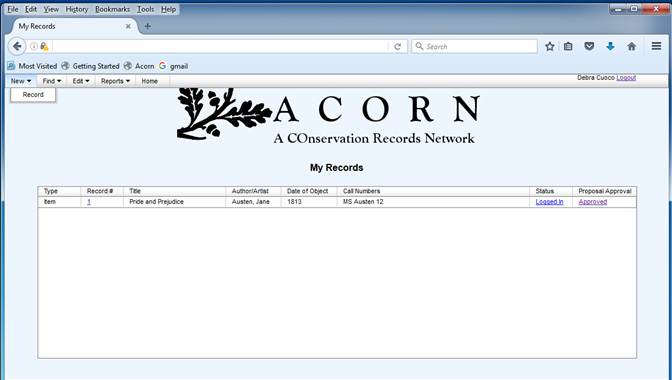 File Edit View History Bookmarks Tools Help
My Records
Search
Most Visited Getting Started Acorn gmail
New Find Edit Reports Home Debra Cuoco Logout
Record
ACORN
A COnservation Records Network
My Records
Type Record # Title Author/Artist Date of Object Call Numbers Status Proposal Approval
Item 1 Pride and Prejudice Austen, Jane 1813 MS Austen 12 Logged In Approved